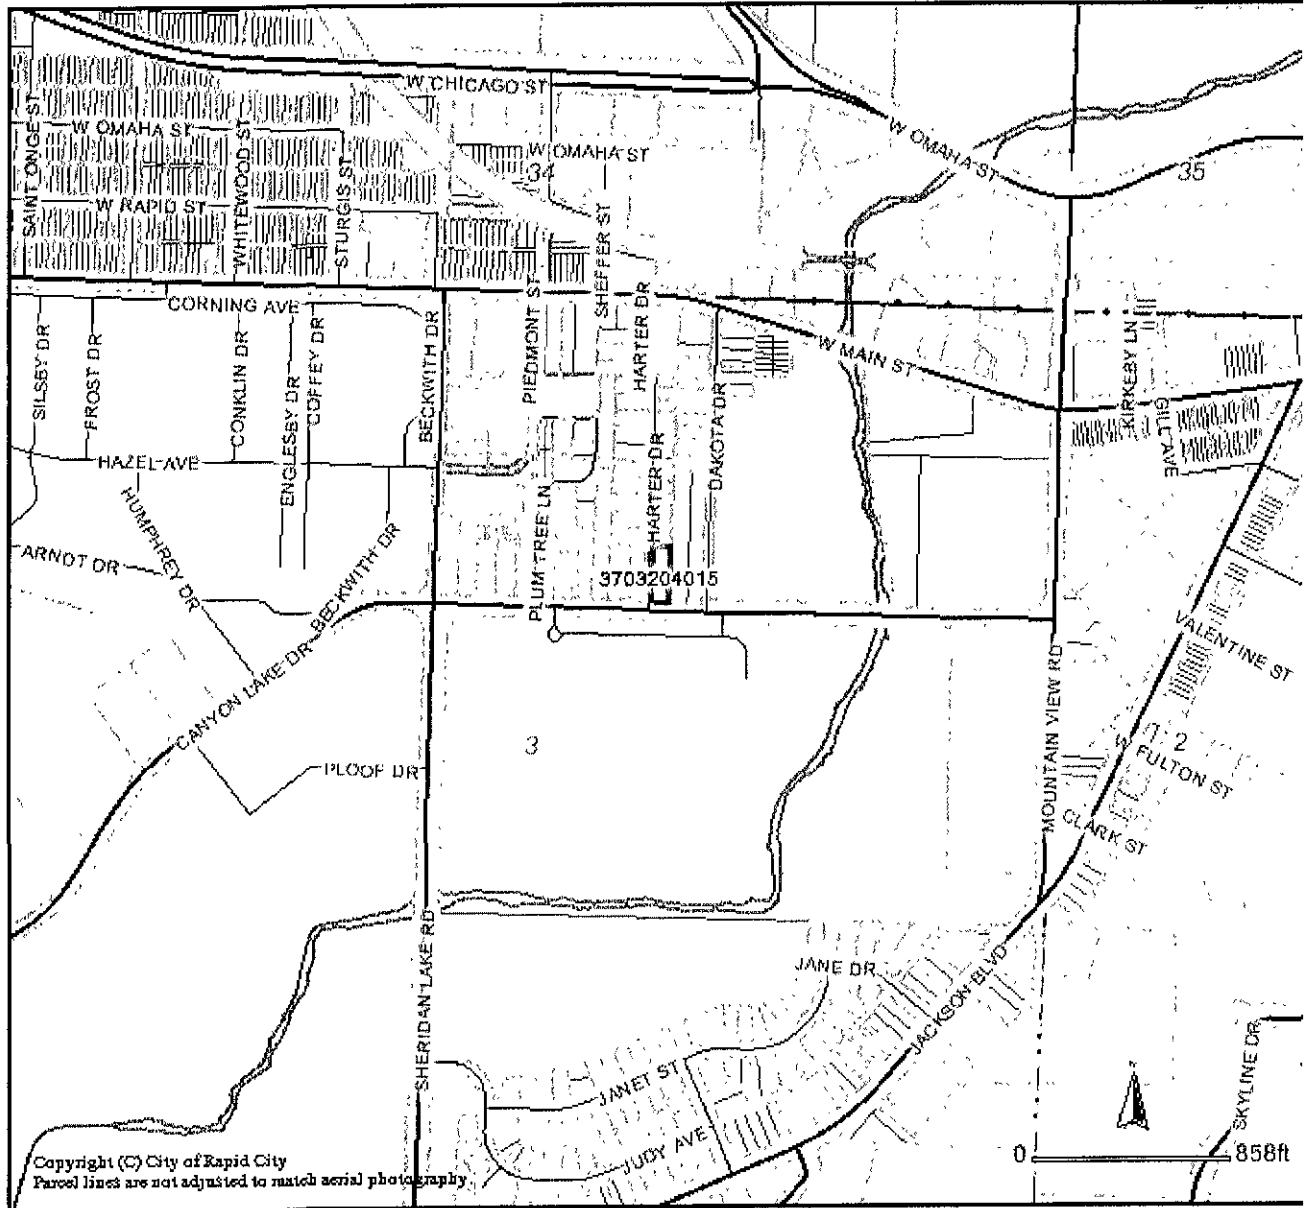 W CHICAGO ST
SAINT ONGE ST
W OMAHA ST
WHITEWOOD ST
STURGIS ST
W OMAHA ST
34
W OMAHA ST
35
W RAPID ST
SHEFFER ST
CORNING AVE
SILSBY DR
FROST DR
CONKLIN DR
ENGLESBY DR
COFFEY DR
BECKWITH DR
PIEDMONT ST
HARTER DR
W MAIN ST
DAKOTA DR
KIRKEBY LN
GILL AVE
HAZEL AVE
HUMPHREY DR
PLUM TREE LN
HARTER DR
ARNOT DR
BECKWITH DR
3703204015
VALENTINE ST
CANYON LAKE DR
MOUNTAIN VIEW RD
3
2
PLOOF DR
W FULTON ST
CLARK ST
SHERIDAN LAKE RD
JANE DR
JACKSON BLVD
SKYLINE DR
JANET ST
JUDY AVE
0 858ft
Copyright (C) City of Rapid City
Parcel lines are not adjusted to match aerial photography